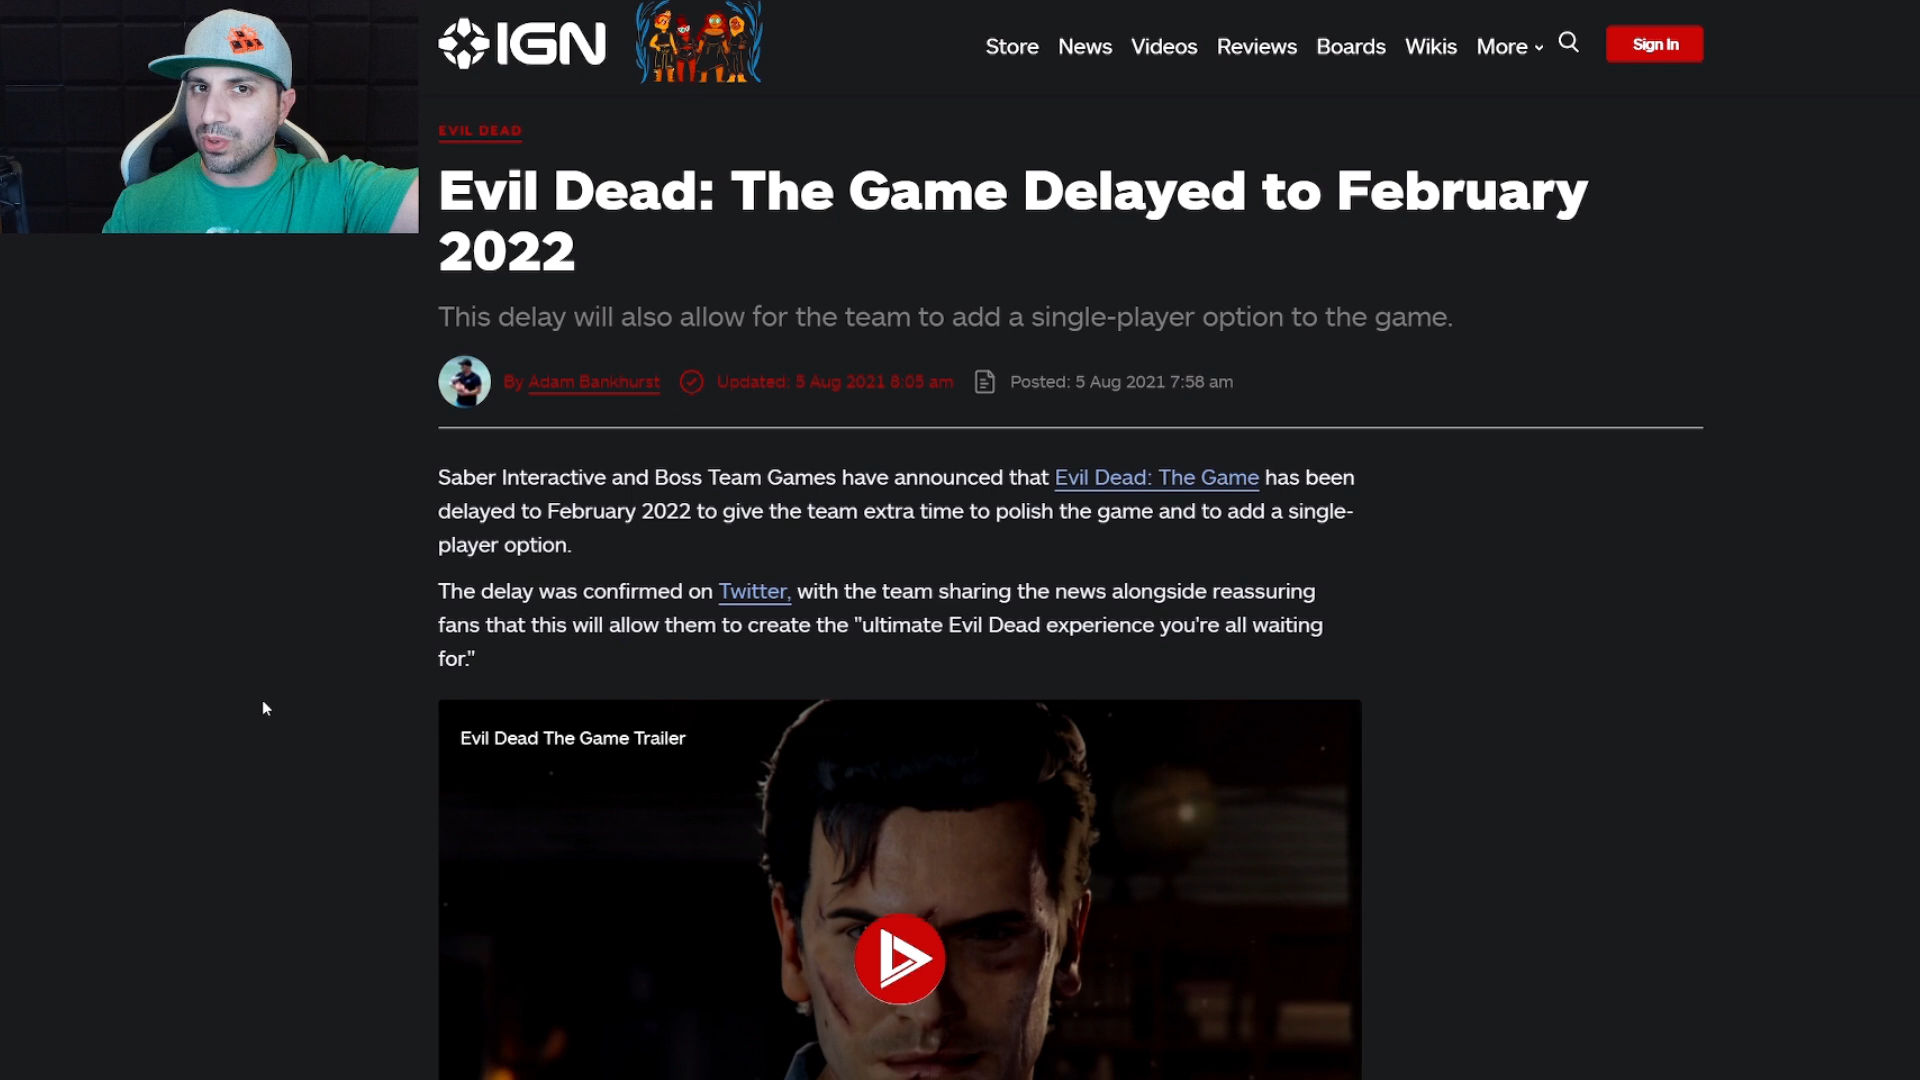 IGN
Store News Videos Reviews Boards Wikis More Sign In
EVIL DEAD
Evil Dead: The Game Delayed to February
2022
This delay will also allow for the team to add a single-player option to the game.
By Adam Bankhurst Updated: 5 Aug 2021 8:05 am Posted: 5 Aug 2021 7:58 am
Saber Interactive and Boss Team Games have announced that Evil Dead: The Game has been
delayed to February 2022 to give the team extra time to polish the game and to add a single-
player option.
The delay was confirmed on Twitter, with the team sharing the news alongside reassuring
fans that this will allow them to create the "ultimate Evil Dead experience you're all waiting
for."
Evil Dead The Game Trailer